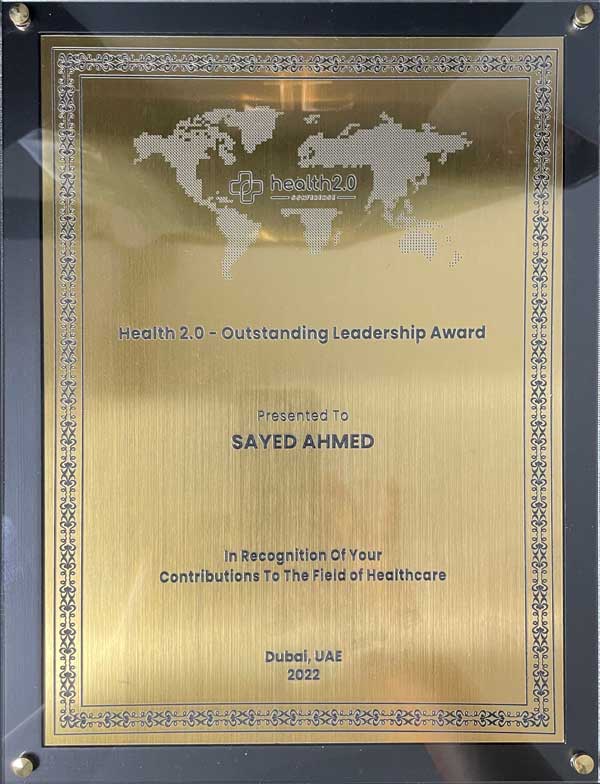 health2.0
CONFERENCE
Health 2.0 - Outstanding Leadership Award
Presented To
SAYED AHMED
In Recognition Of Your
Contributions To The Field of Healthcare
Dubai, UAE
2022